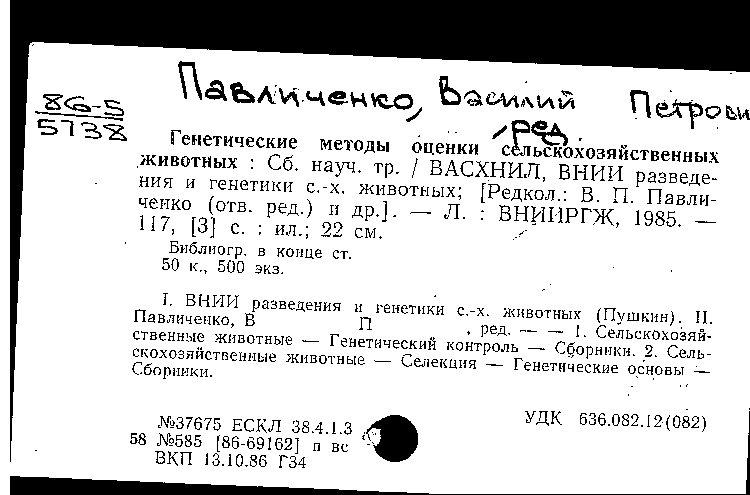 Павличенко, Василий Петрови
, ред.
86-5
5738
Генетические методы оценки сельскохозяйственных
животных : Сб. науч. тр. / ВАСХНИЛ, ВНИИ разведе-
ния и генетики с.-х. животных; [Редкол.: В. П. Павли-
ченко (отв. ред.) и др.]. — Л. : ВНИИРГЖ, 1985. —
117, [3] с. : ил.; 22 см.
Библиогр. в конце ст.
50 к., 500 экз.
I. ВНИИ разведения и генетики с.-х. животных (Пушкин). II.
Павличенко, В П , ред. — — 1. Сельскохозяй-
ственные животные — Генетический контроль — Сборники. 2. Сель-
скохозяйственные животные — Селекция — Генетические основы —
Сборники.
УДК 636.082.12(082)
№37675 ЕСКЛ 38.4.1.3
58 №585 [86-69162] п вс
ВКП 13.10.86 Г34